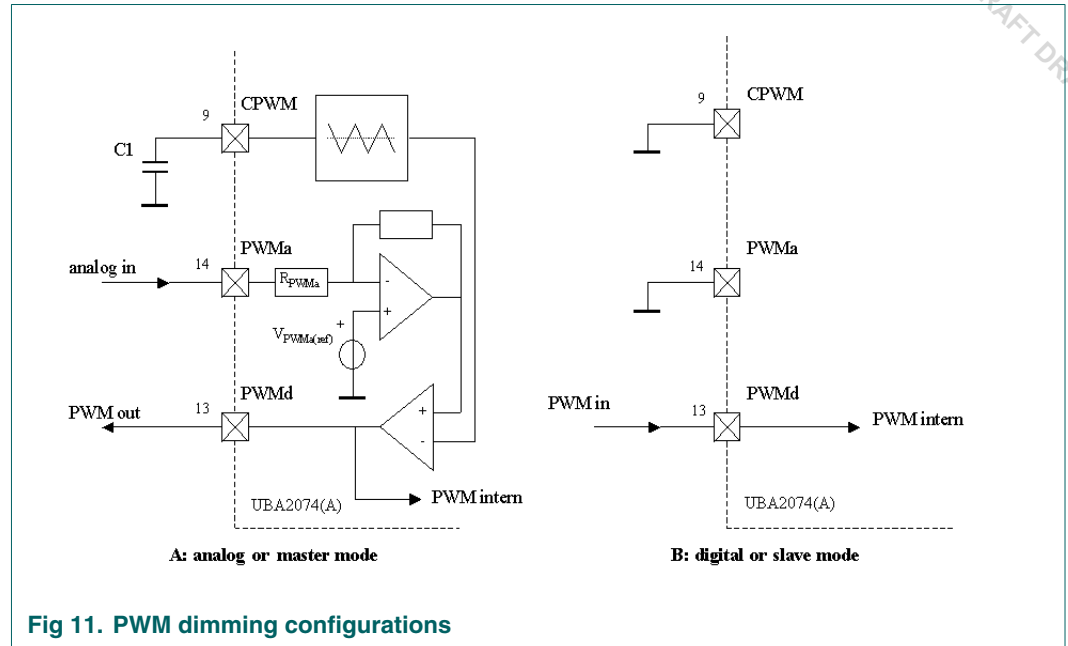 RAFT DRA
CPWM
9
C1
PWMa
analog in
14
RPWMa
-
+
+
VPWMa(ref)
PWMd
PWM out
13
+
-
PWM intern
UBA2074(A)
A: analog or master mode
CPWM
9
PWMa
14
PWMd
PWM in
13
PWM intern
UBA2074(A)
B: digital or slave mode
Fig 11. PWM dimming configurations